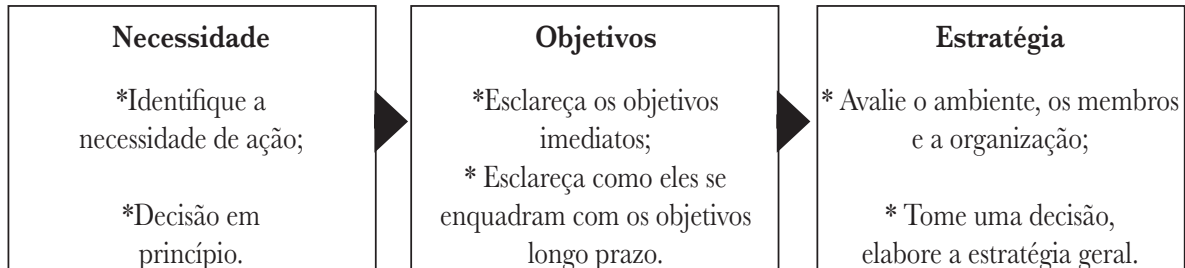 Necessidade
*Identifique a
necessidade de ação;
*Decisão em
princípio.
Objetivos
*Esclareça os objetivos
imediatos;
* Esclareça como eles se
enquadram com os objetivos
longo prazo.
Estratégia
* Avalie o ambiente, os membros
e a organização;
* Tome uma decisão,
elabore a estratégia geral.